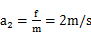 a₂ = f/m = 2m/s